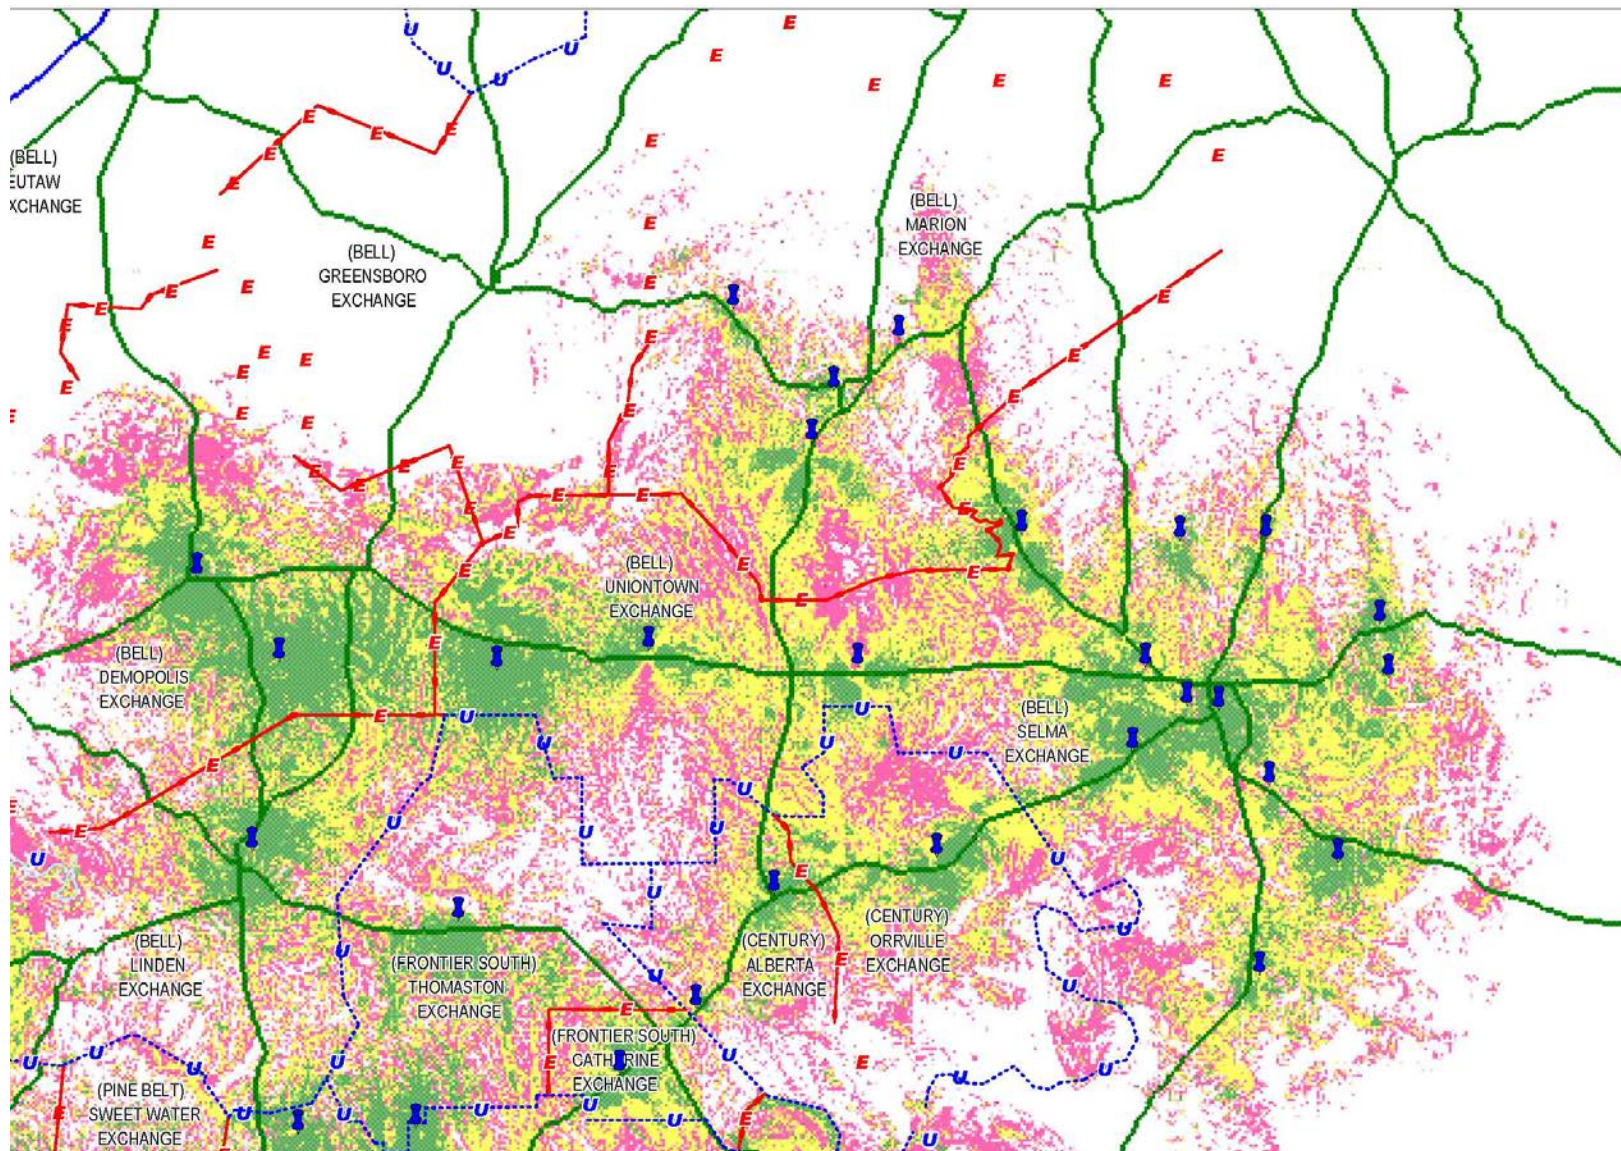 (BELL)
EUTAW
XCHANGE
(BELL)
GREENSBORO
EXCHANGE
(BELL)
MARION
EXCHANGE
(BELL)
UNIONTOWN
EXCHANGE
(BELL)
DEMOPOLIS
EXCHANGE
(BELL)
SELMA
EXCHANGE
(BELL)
LINDEN
EXCHANGE
(FRONTIER SOUTH)
THOMASTON
EXCHANGE
(CENTURY)
ALBERTA
EXCHANGE
(CENTURY)
ORRVILLE
EXCHANGE
(FRONTIER SOUTH)
CATHERINE
EXCHANGE
(PINE BELT)
SWEET WATER
EXCHANGE